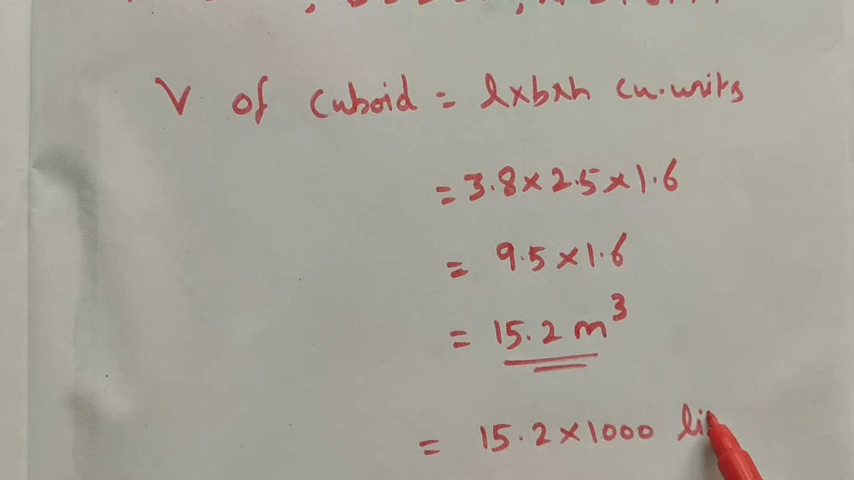 V of Cuboid = l×b×h cu.units
= 3.8×2.5×1.6
= 9.5×1.6
= 15.2 m³
= 15.2×1000 li